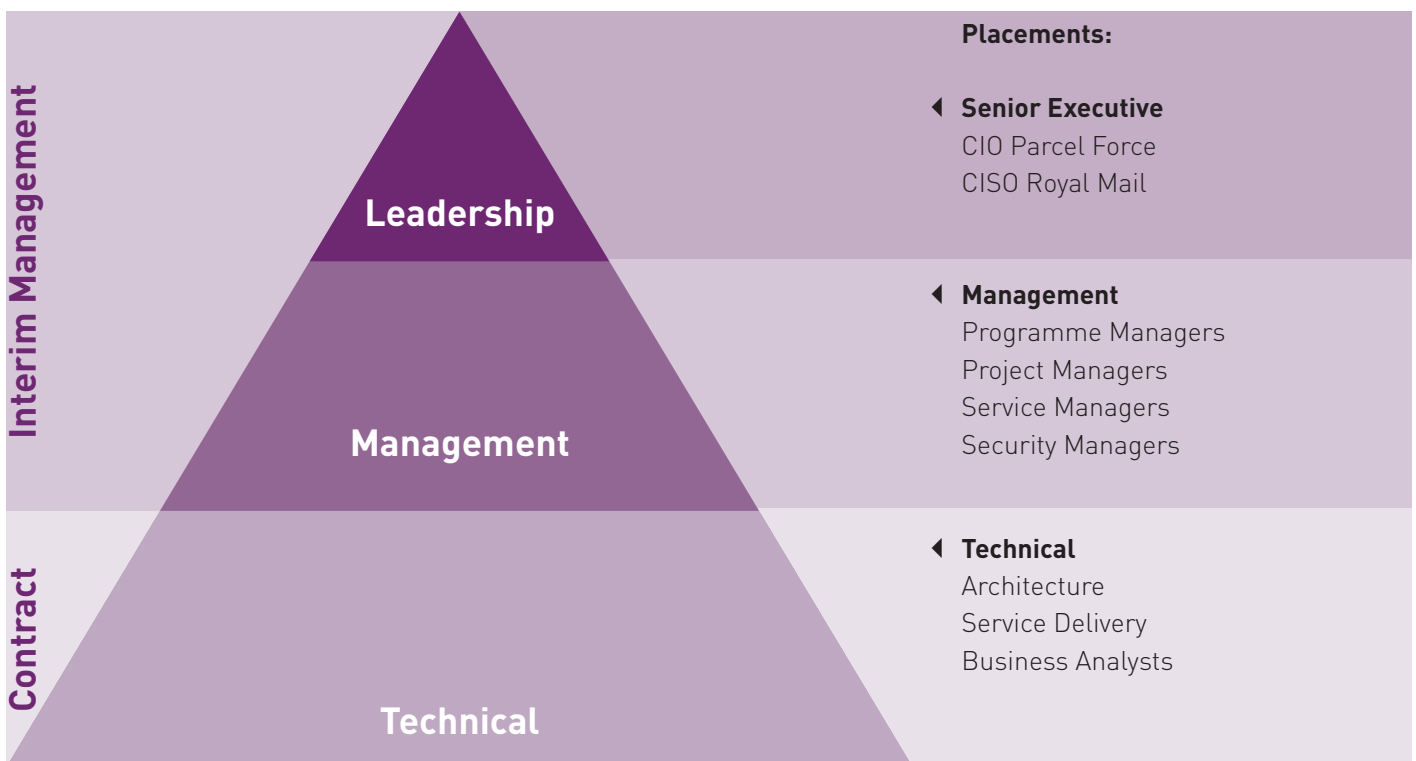 Interim Management
Contract
Leadership
Management
Technical
Placements:
Senior Executive
CIO Parcel Force
CISO Royal Mail
Management
Programme Managers
Project Managers
Service Managers
Security Managers
Technical
Architecture
Service Delivery
Business Analysts